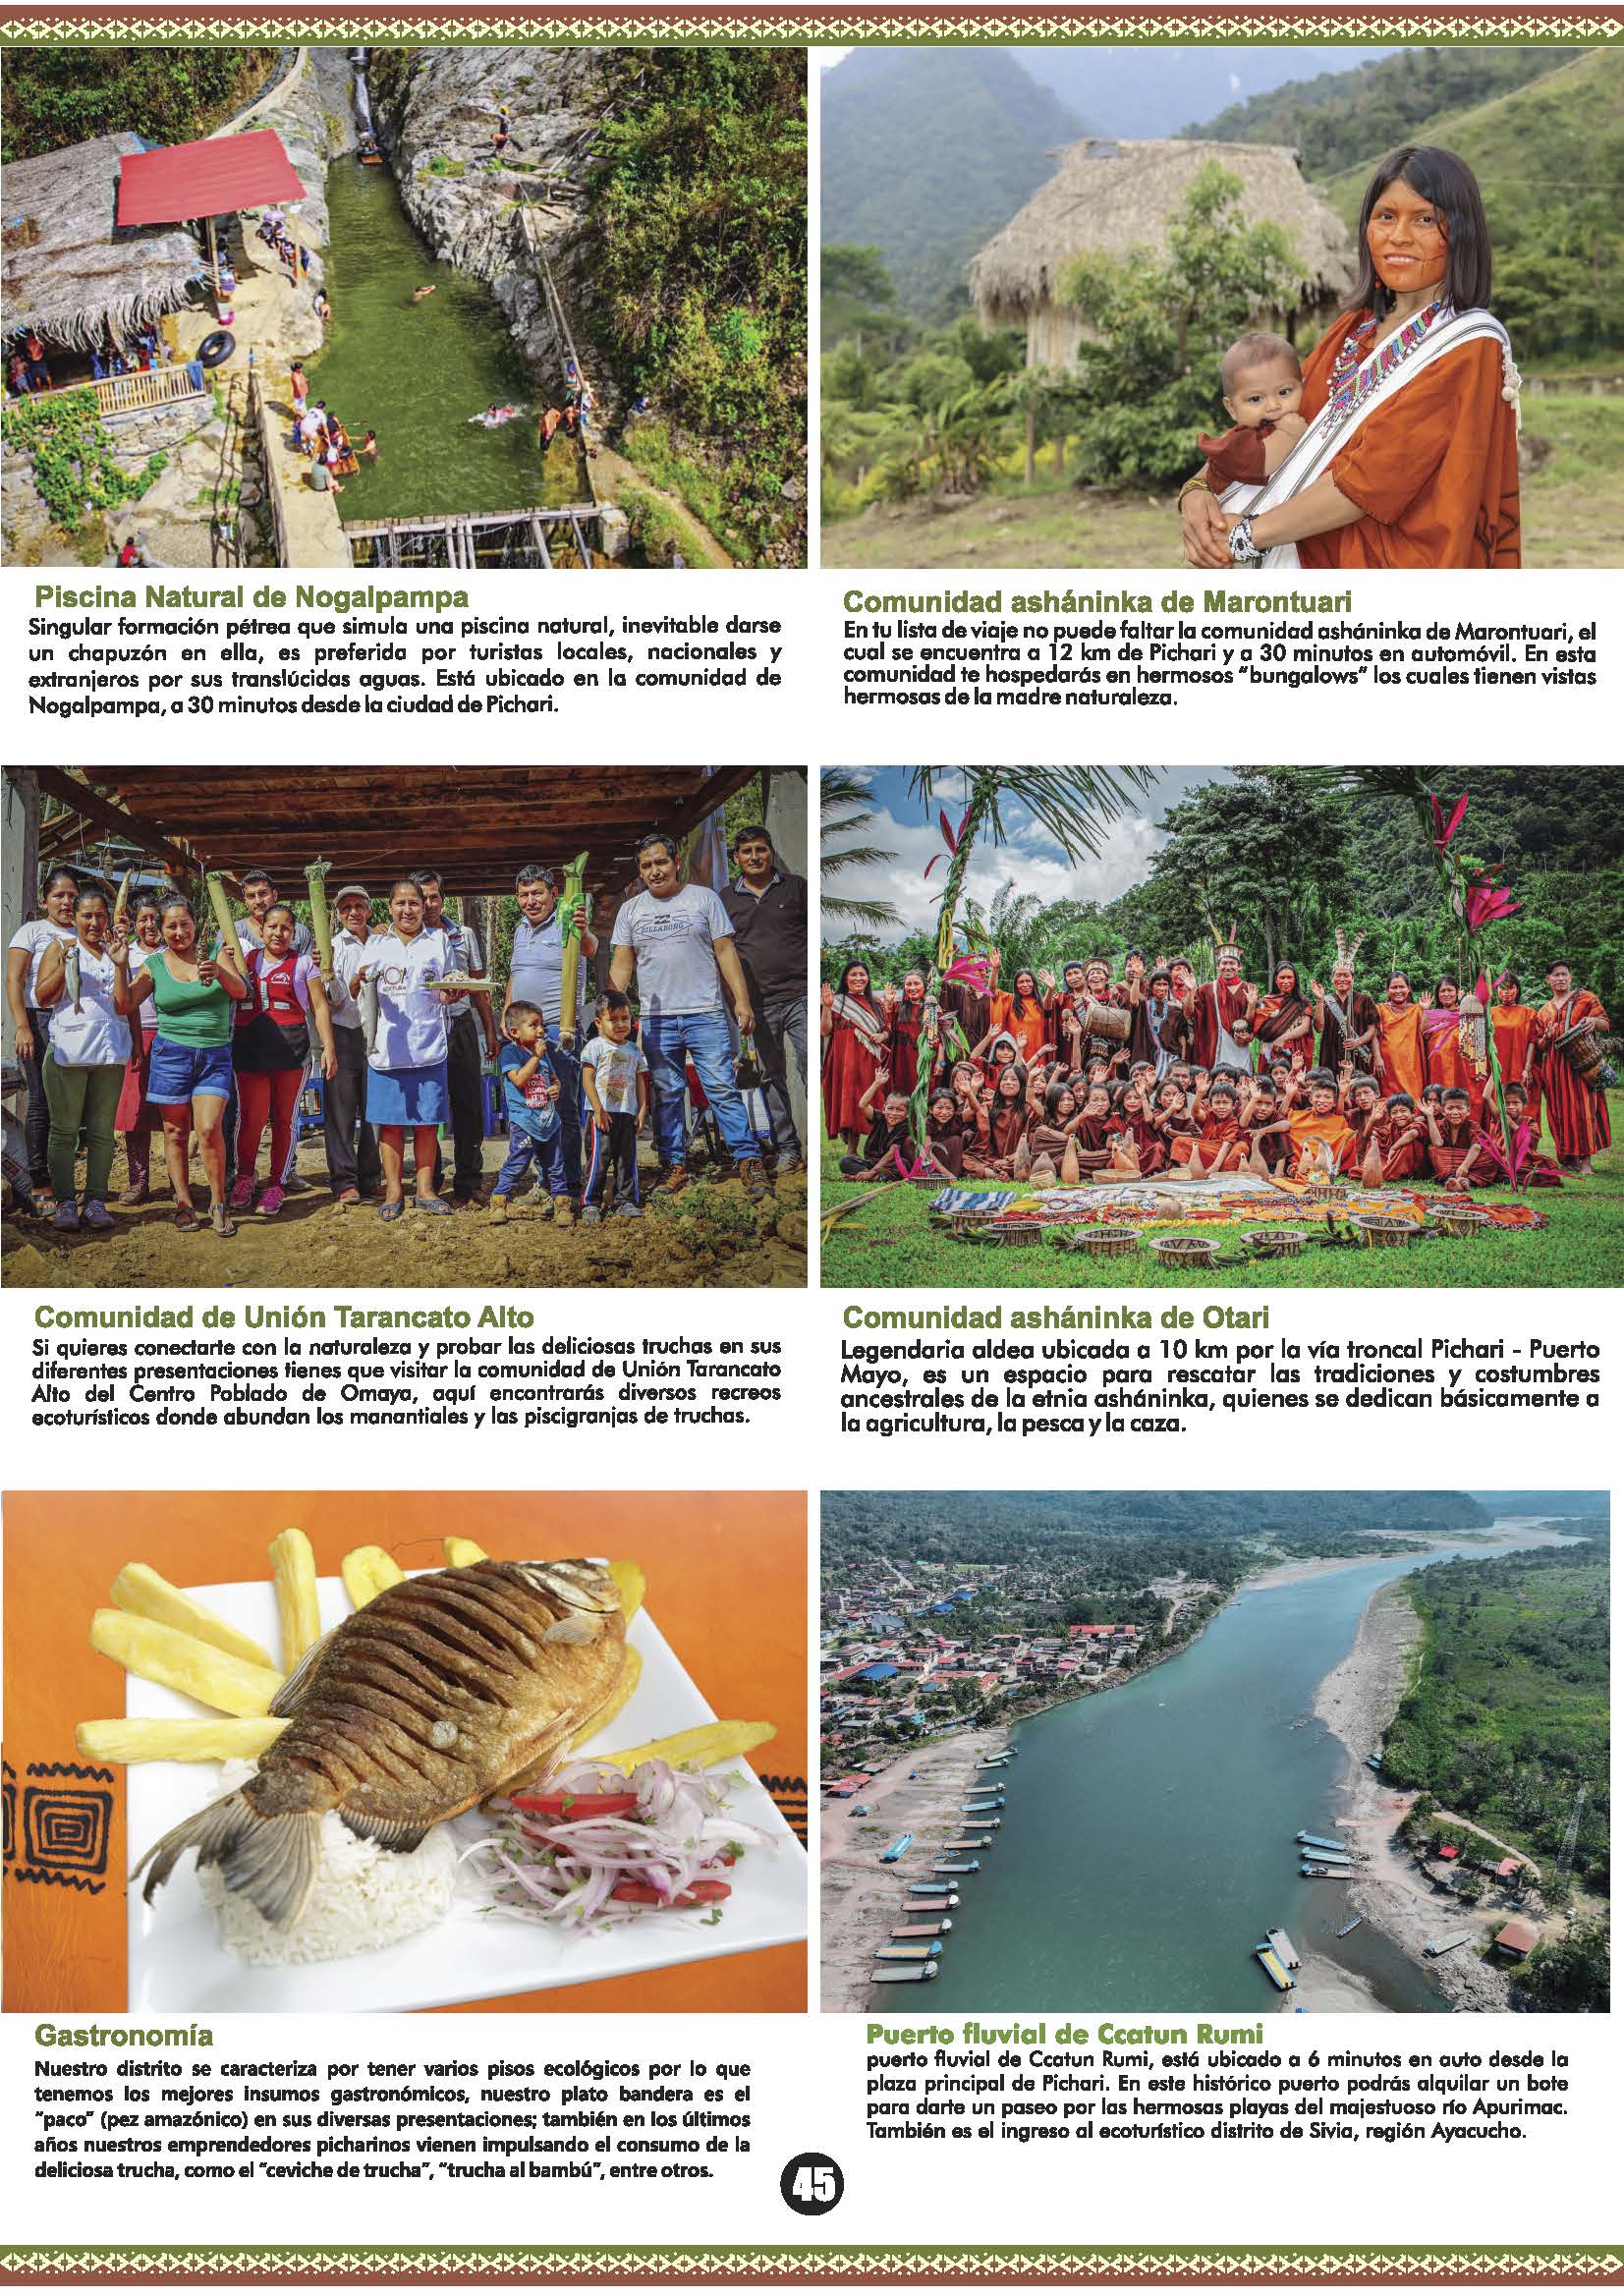 Piscina Natural de Nogalpampa
Singular formación pétrea que simula una piscina natural, inevitable darse
un chapuzón en ella, es preferida por turistas locales, nacionales y
extranjeros por sus translúcidas aguas. Está ubicado en la comunidad de
Nogalpampa, a 30 minutos desde la ciudad de Pichari.
Comunidad asháninka de Marontuari
En tu lista de viaje no puede faltar la comunidad asháninka de Marontuari, el
cual se encuentra a 12 km de Pichari y a 30 minutos en automóvil. En esta
comunidad te hospedarás en hermosos "bungalows" los cuales tienen vistas
hermosas de la madre naturaleza.
BILLABONG
Comunidad de Unión Tarancato Alto
Si quieres conectarte con la naturaleza y probar las deliciosas truchas en sus
diferentes presentaciones tienes que visitar la comunidad de Unión Tarancato
Alto del Centro Poblado de Omaya, aquí encontrarás diversos recreos
ecoturísticos donde abundan los manantiales y las piscigranjas de truchas.
Comunidad asháninka de Otari
Legendaria aldea ubicada a 10 km por la vía troncal Pichari - Puerto
Mayo, es un espacio para rescatar las tradiciones y costumbres
ancestrales de la etnia asháninka, quienes se dedican básicamente a
la agricultura, la pesca y la caza.
Gastronomía
Nuestro distrito se caracteriza por tener varios pisos ecológicos por lo que
tenemos los mejores insumos gastronómicos, nuestro plato bandera es el
"paco" (pez amazónico) en sus diversas presentaciones; también en los últimos
años nuestros emprendedores picharinos vienen impulsando el consumo de la
deliciosa trucha, como el "ceviche de trucha", "trucha al bambú", entre otros.
Puerto fluvial de Ccatun Rumi
puerto fluvial de Ccatun Rumi, está ubicado a 6 minutos en auto desde la
plaza principal de Pichari. En este histórico puerto podrás alquilar un bote
para darte un paseo por las hermosas playas del majestuoso río Apurimac.
También es el ingreso al ecoturístico distrito de Sivia, región Ayacucho.
45